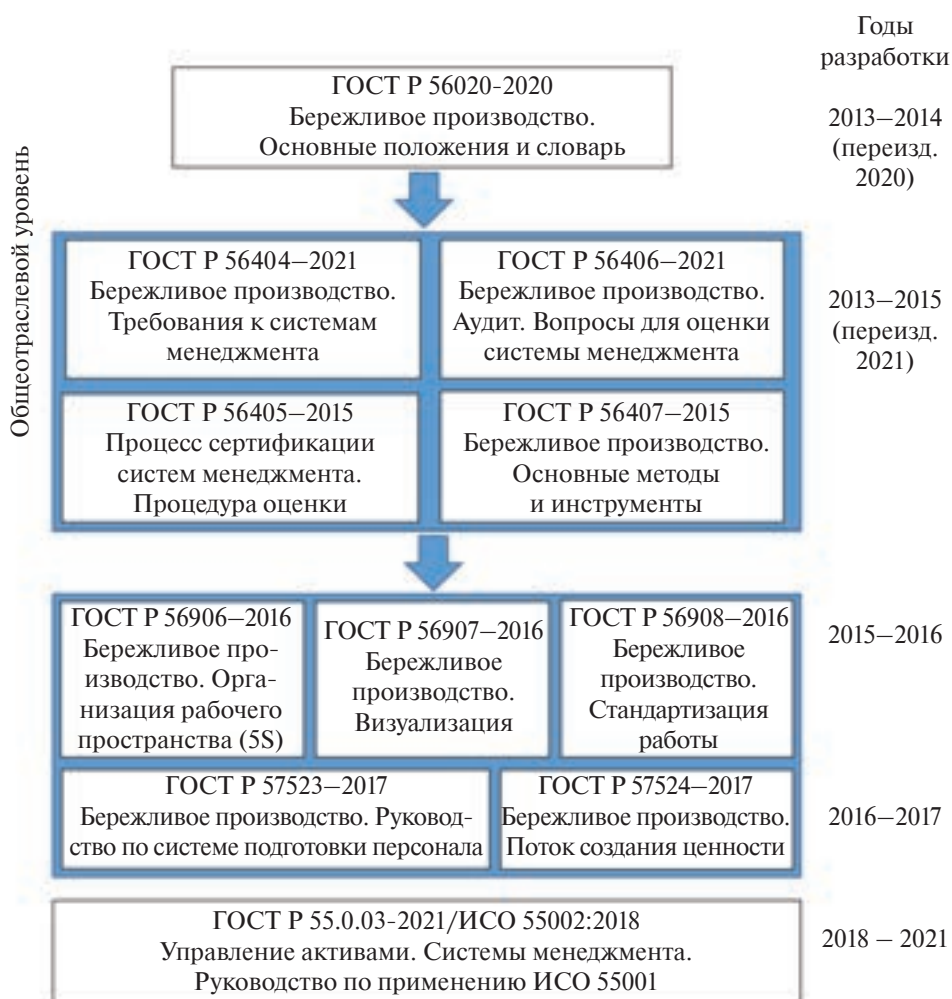 Годы
разработки
ГОСТ Р 56020-2020
Бережливое производство.
Основные положения и словарь
2013–2014
(переизд.
2020)
Общеотраслевой уровень
ГОСТ Р 56404–2021
Бережливое производство.
Требования к системам
менеджмента
ГОСТ Р 56406–2021
Бережливое производство.
Аудит. Вопросы для оценки
системы менеджмента
2013–2015
(переизд.
2021)
ГОСТ Р 56405–2015
Процесс сертификации
систем менеджмента.
Процедура оценки
ГОСТ Р 56407–2015
Бережливое производство.
Основные методы
и инструменты
ГОСТ Р 56906–2016
Бережливое про-
изводство. Орга-
низация рабочего
пространства (5S)
ГОСТ Р 56907–2016
Бережливое
производство.
Визуализация
ГОСТ Р 56908–2016
Бережливое
производство.
Стандартизация
работы
2015–2016
ГОСТ Р 57523–2017
Бережливое производство. Руковод-
ство по системе подготовки персонала
ГОСТ Р 57524–2017
Бережливое производство.
Поток создания ценности
2016–2017
ГОСТ Р 55.0.03-2021/ИСО 55002:2018
Управление активами. Системы менеджмента.
Руководство по применению ИСО 55001
2018 – 2021